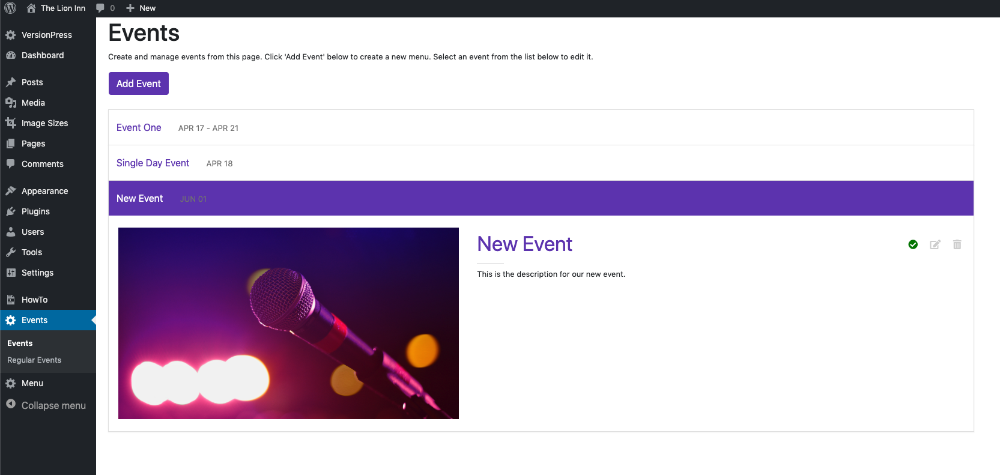 The Lion Inn 0 New
VersionPress
Dashboard
Posts
Media
Image Sizes
Pages
Comments
Appearance
Plugins
Users
Tools
Settings
HowTo
Events
Events
Regular Events
Menu
Collapse menu
Events
Create and manage events from this page. Click 'Add Event' below to create a new menu. Select an event from the list below to edit it.
Add Event
Event One APR 17 - APR 21
Single Day Event APR 18
New Event JUN 01
New Event
This is the description for our new event.